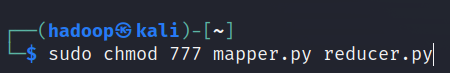 ┌──(hadoop㉿kali)-[~]
└─$ sudo chmod 777 mapper.py reducer.py